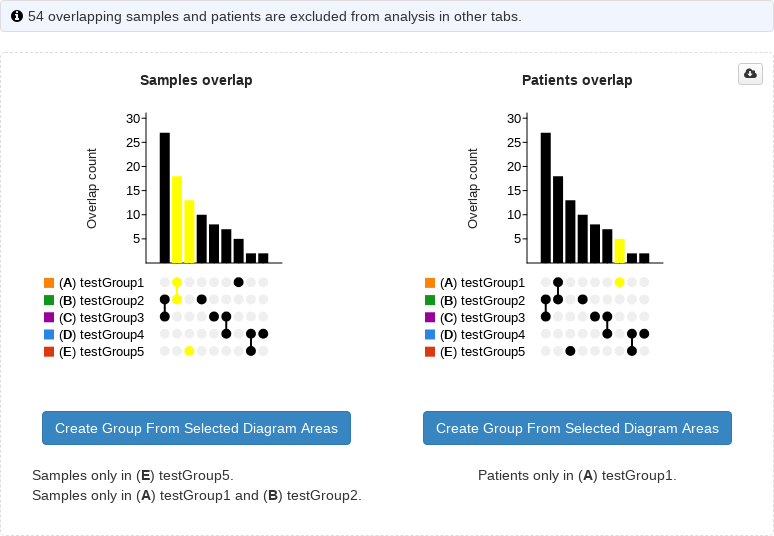 54 overlapping samples and patients are excluded from analysis in other tabs.
Samples overlap
30
25
20
15
10
5
Overlap count
(A) testGroup1
(B) testGroup2
(C) testGroup3
(D) testGroup4
(E) testGroup5
Create Group From Selected Diagram Areas
Samples only in (E) testGroup5.
Samples only in (A) testGroup1 and (B) testGroup2.
Patients overlap
30
25
20
15
10
5
Overlap count
(A) testGroup1
(B) testGroup2
(C) testGroup3
(D) testGroup4
(E) testGroup5
Create Group From Selected Diagram Areas
Patients only in (A) testGroup1.